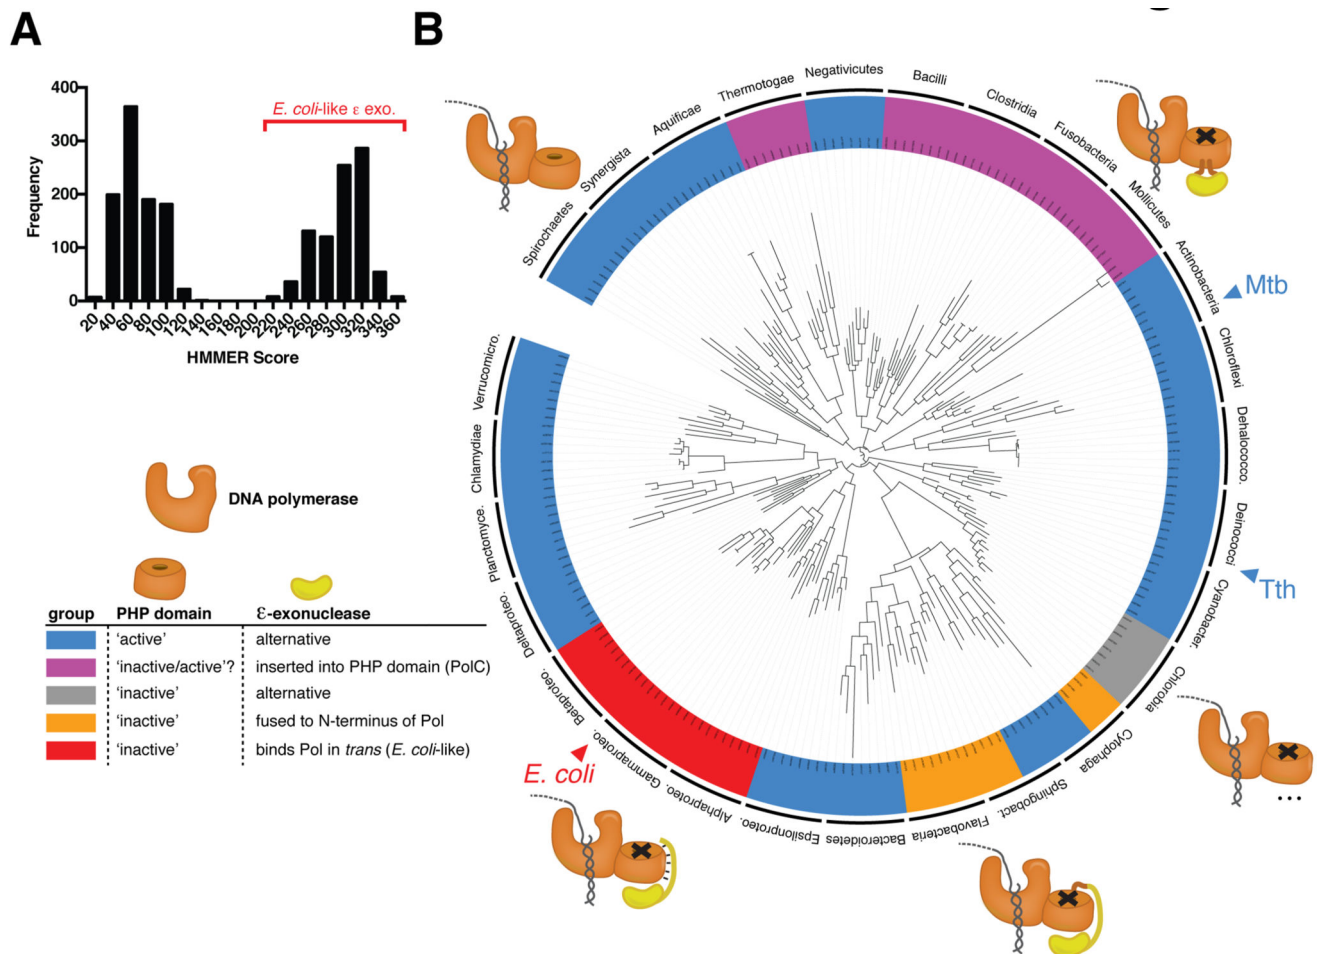 A
B
400
300
200
100
0
Frequency
E. coli-like ε exo.
20
40
60
80
100
120
140
160
180
200
220
240
260
280
300
320
340
360
HMMER Score
DNA polymerase
group PHP domain Ɛ-exonuclease
'active' alternative
'inactive/active'? inserted into PHP domain (PolC)
'inactive' alternative
'inactive' fused to N-terminus of Pol
'inactive' binds Pol in trans (E. coli-like)
Spirochaetes
Synergista
Aquificae
Thermotogae
Negativicutes
Bacilli
Clostridia
Fusobacteria
Mollicutes
Actinobacteria
Mtb
Chloroflexi
Dehalococco.
Deinococci
Tth
Cyanobacter.
Chlorobia
Cytophaga
Sphingobact.
Flavobacteria
Bacteroidetes
Epsilonproteo.
Alphaproteo.
Gammaproteo.
E. coli
Betaproteo.
Deltaproteo.
Planctomyce.
Chlamydiae
Verrucomicro.
...